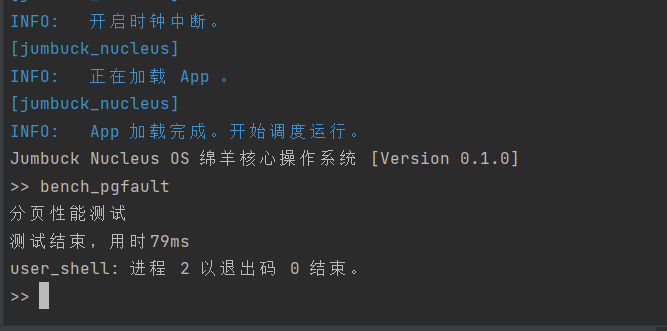 INFO:   开启时钟中断。
[jumbuck_nucleus]
INFO:   正在加载 App 。
[jumbuck_nucleus]
INFO:   App 加载完成。开始调度运行。
Jumbuck Nucleus OS 绵羊核心操作系统 [Version 0.1.0]
>> bench_pgfault
分页性能测试
测试结束，用时79ms
user_shell: 进程 2 以退出码 0 结束。
>>